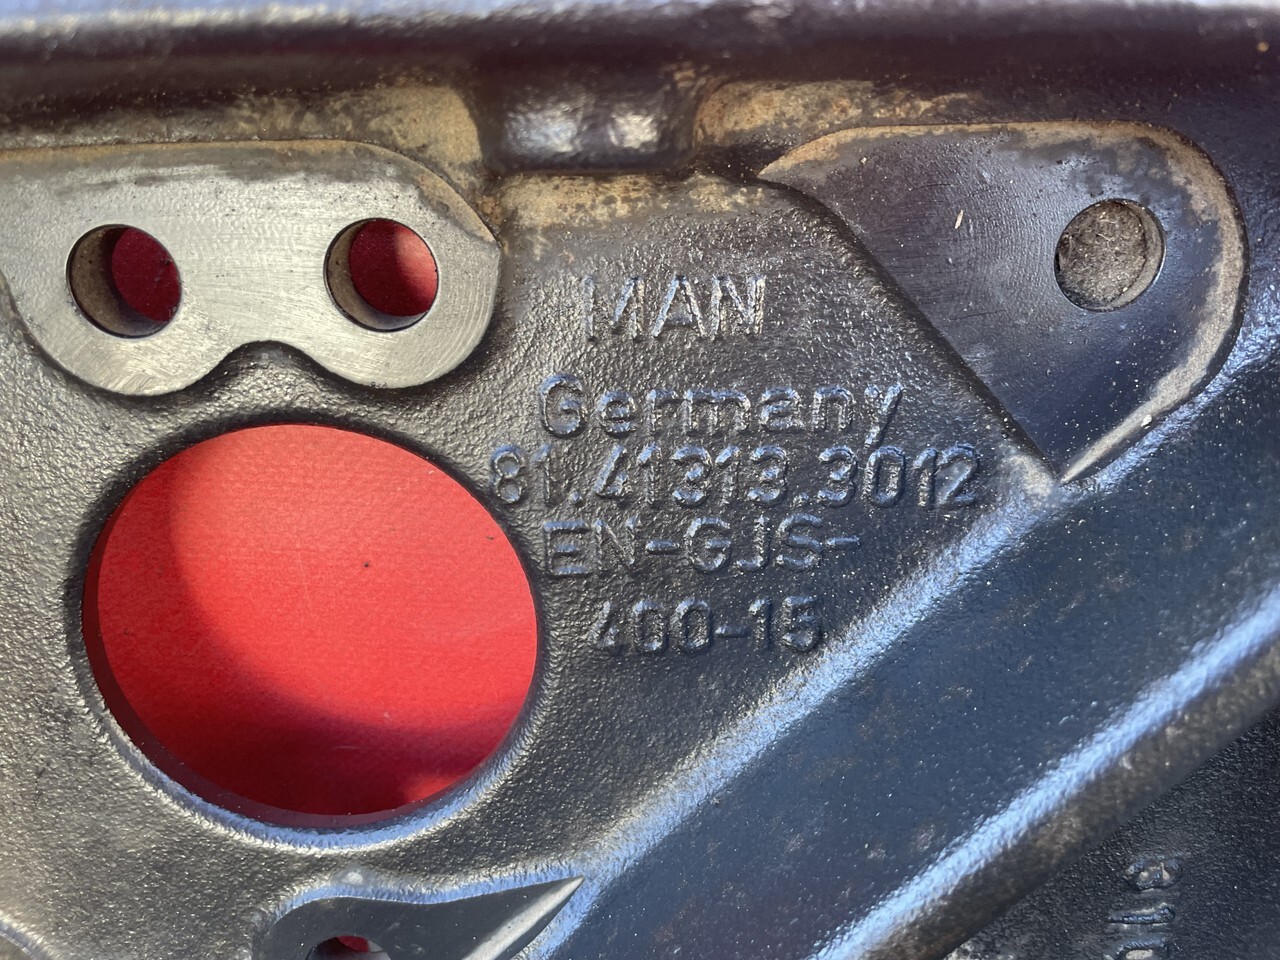 MAN
Germany
81.41313.3012
EN-GJS-
400-15